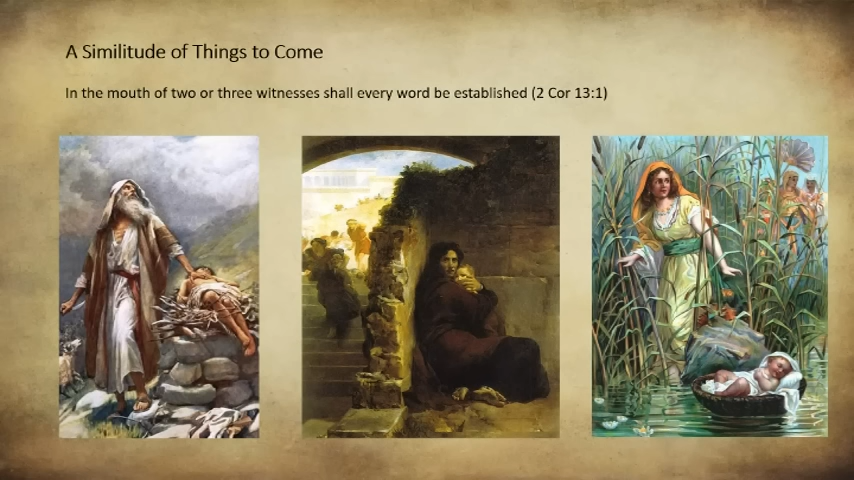 A Similitude of Things to Come
In the mouth of two or three witnesses shall every word be established (2 Cor 13:1)